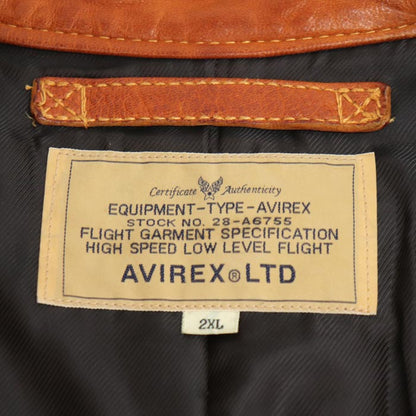 Certificate Authenticity
EQUIPMENT-TYPE-AVIREX
STOCK NO. 28-A6755
FLIGHT GARMENT SPECIFICATION
HIGH SPEED LOW LEVEL FLIGHT
AVIREX® LTD
2XL